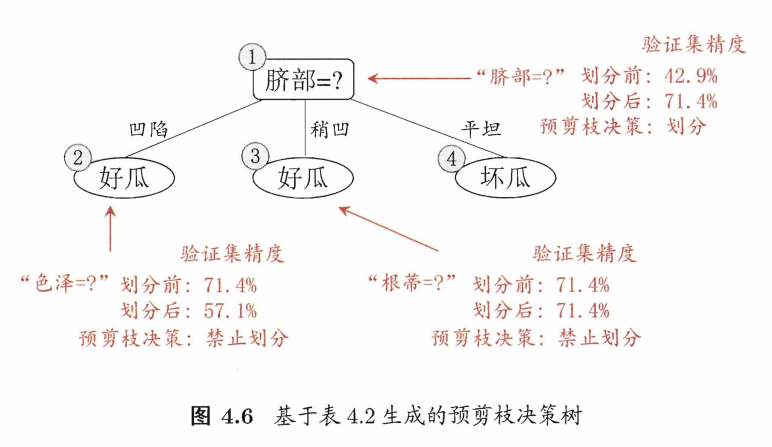 验证集精度
①
脐部=?
“脐部=?” 划分前: 42.9%
划分后: 71.4%
预剪枝决策: 划分
凹陷
稍凹
平坦
②
好瓜
③
好瓜
④
坏瓜
验证集精度
“色泽=?” 划分前: 71.4%
划分后: 57.1%
预剪枝决策: 禁止划分
验证集精度
“根蒂=?” 划分前: 71.4%
划分后: 71.4%
预剪枝决策: 禁止划分
图 4.6 基于表 4.2 生成的预剪枝决策树